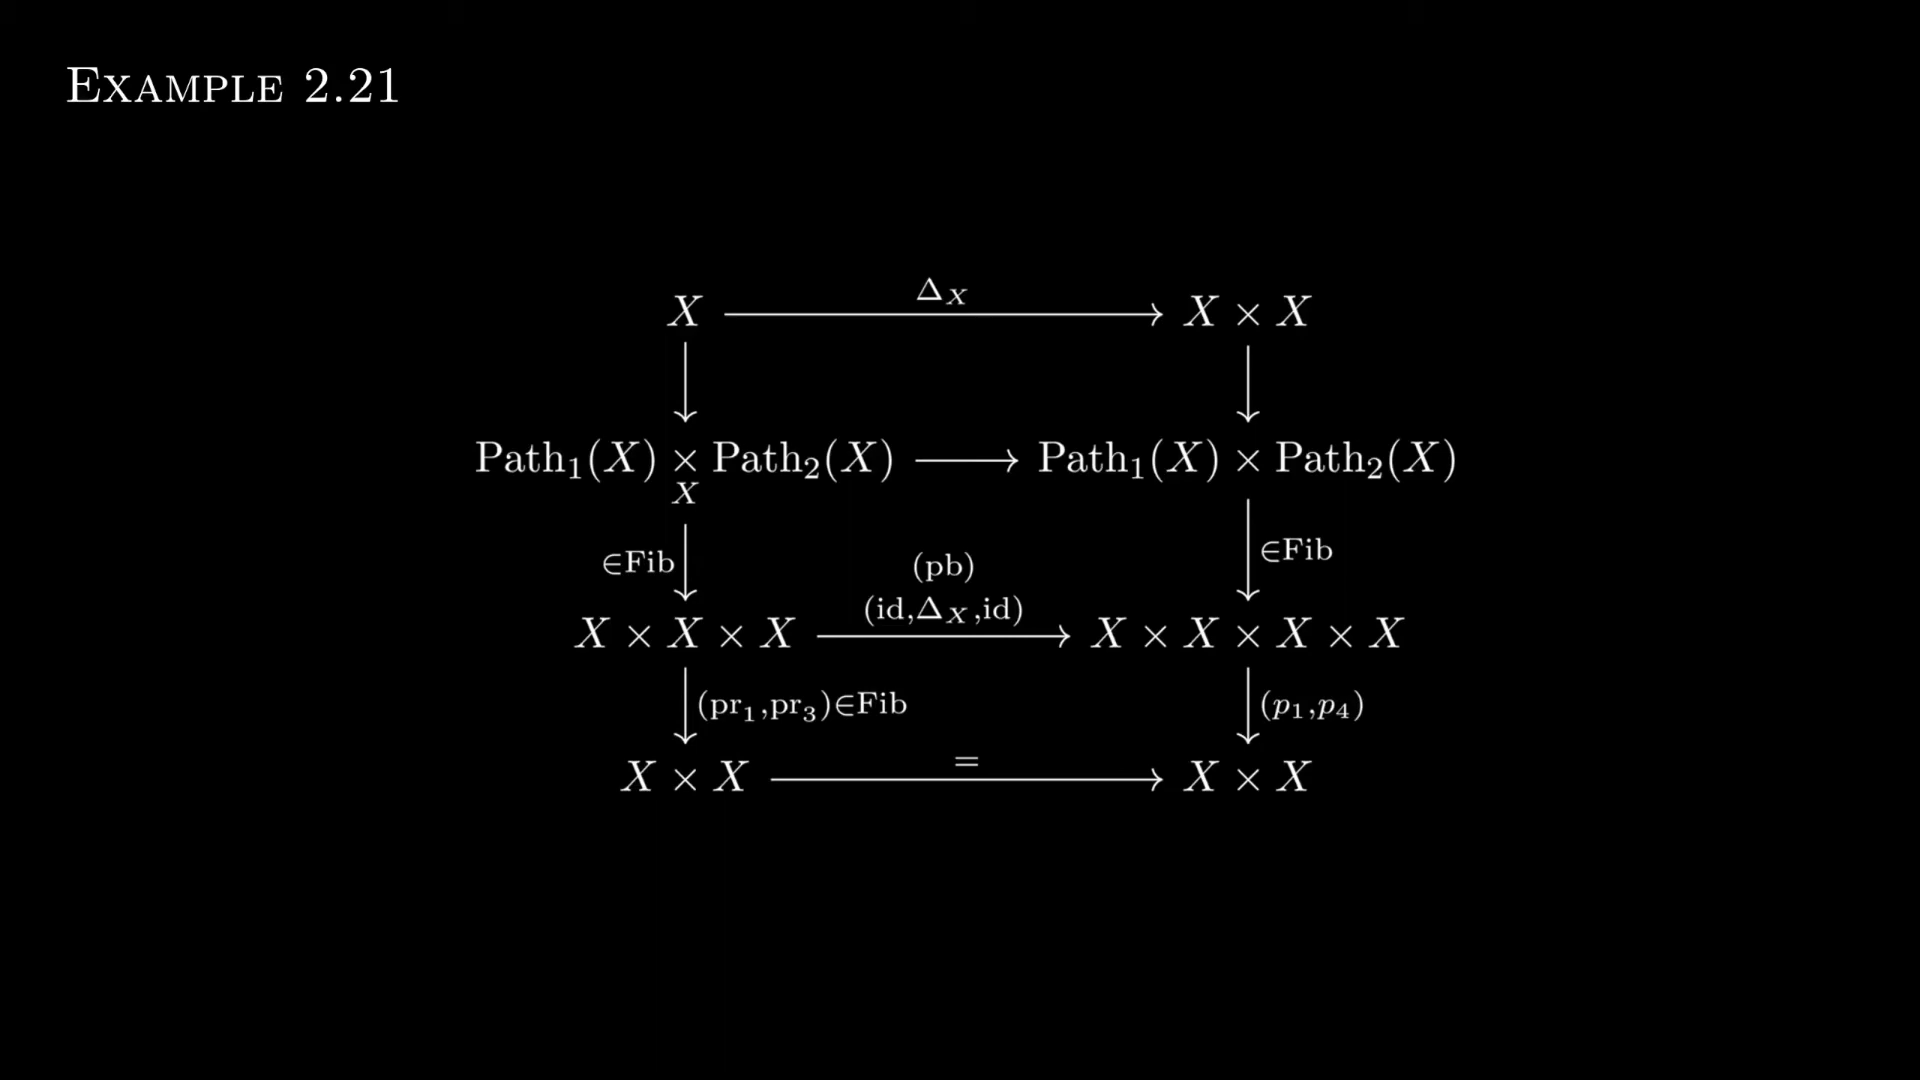 EXAMPLE 2.21
Δ_X
X X × X
Path₁(X) × Path₂(X) Path₁(X) × Path₂(X)
X
∈Fib (pb) ∈Fib
(id,Δ_X,id)
X × X × X X × X × X × X
(pr₁,pr₃)∈Fib (p₁,p₄)
=
X × X X × X